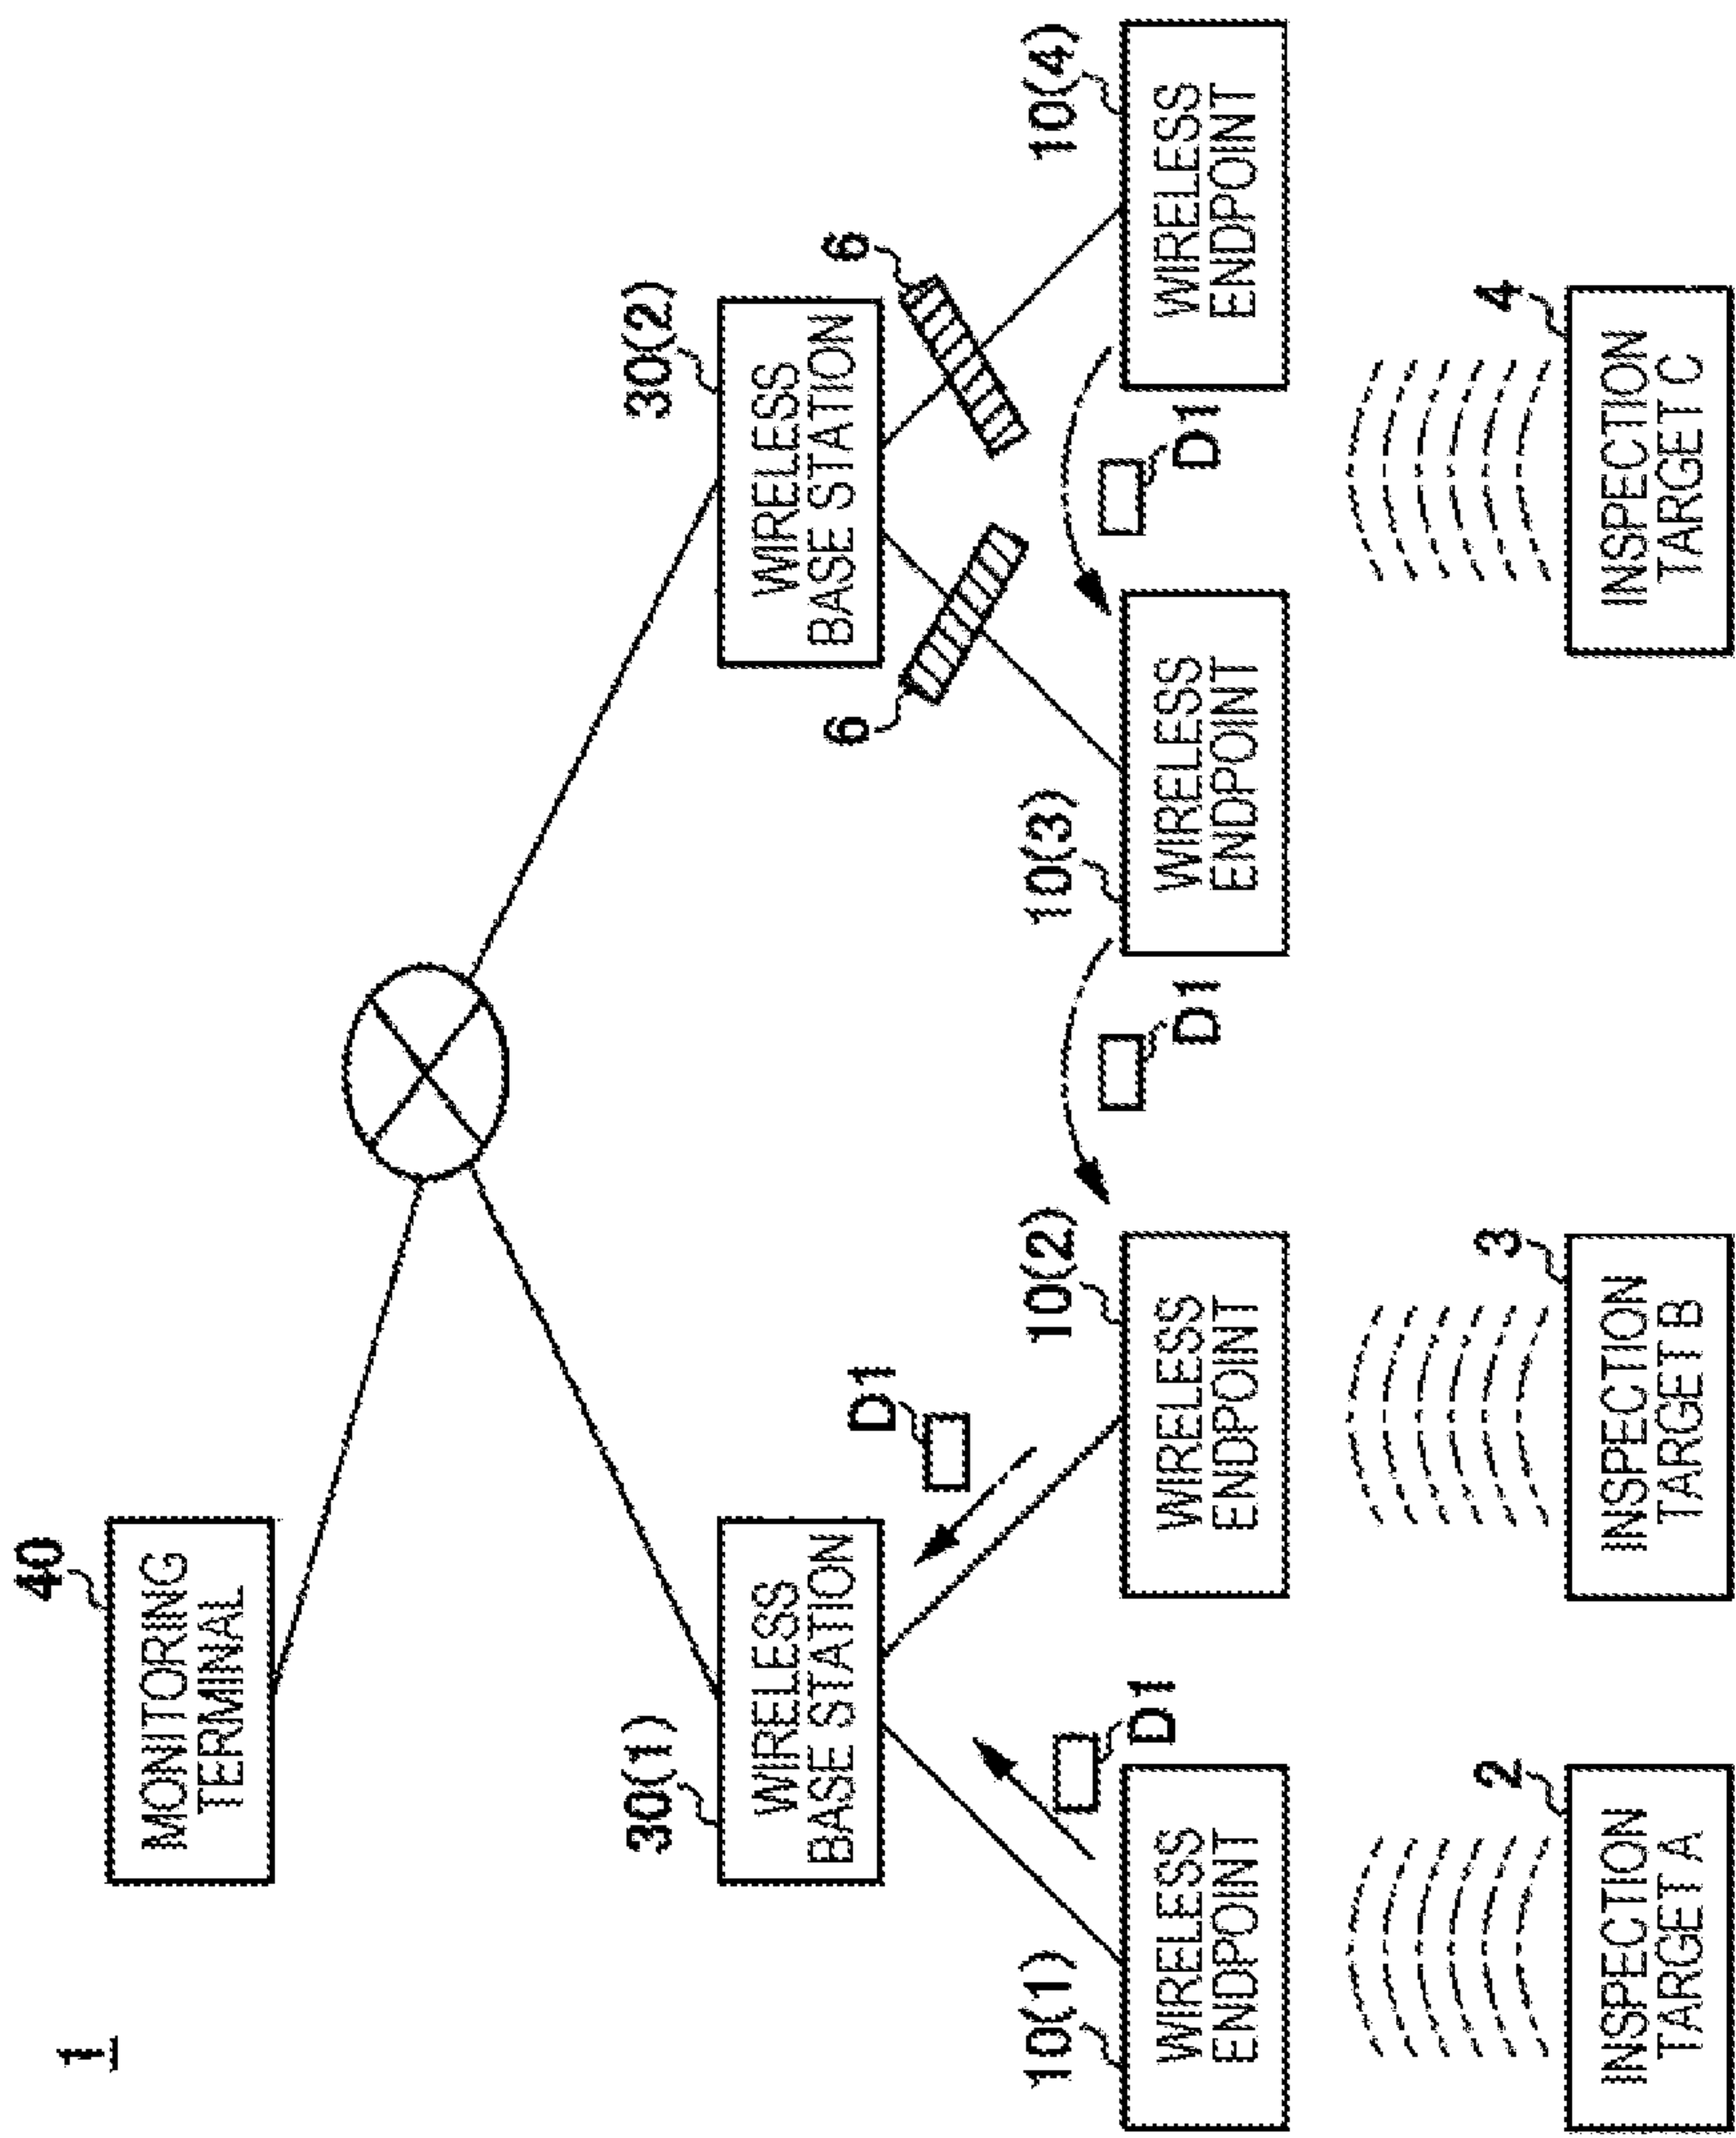 1
40
MONITORING
TERMINAL
30(1)
WIRELESS
BASE STATION
30(2)
WIRELESS
BASE STATION
6
6
D1
D1
D1
D1
10(1)
WIRELESS
ENDPOINT
10(2)
WIRELESS
ENDPOINT
10(3)
WIRELESS
ENDPOINT
10(4)
WIRELESS
ENDPOINT
2
INSPECTION
TARGET A
3
INSPECTION
TARGET B
4
INSPECTION
TARGET C